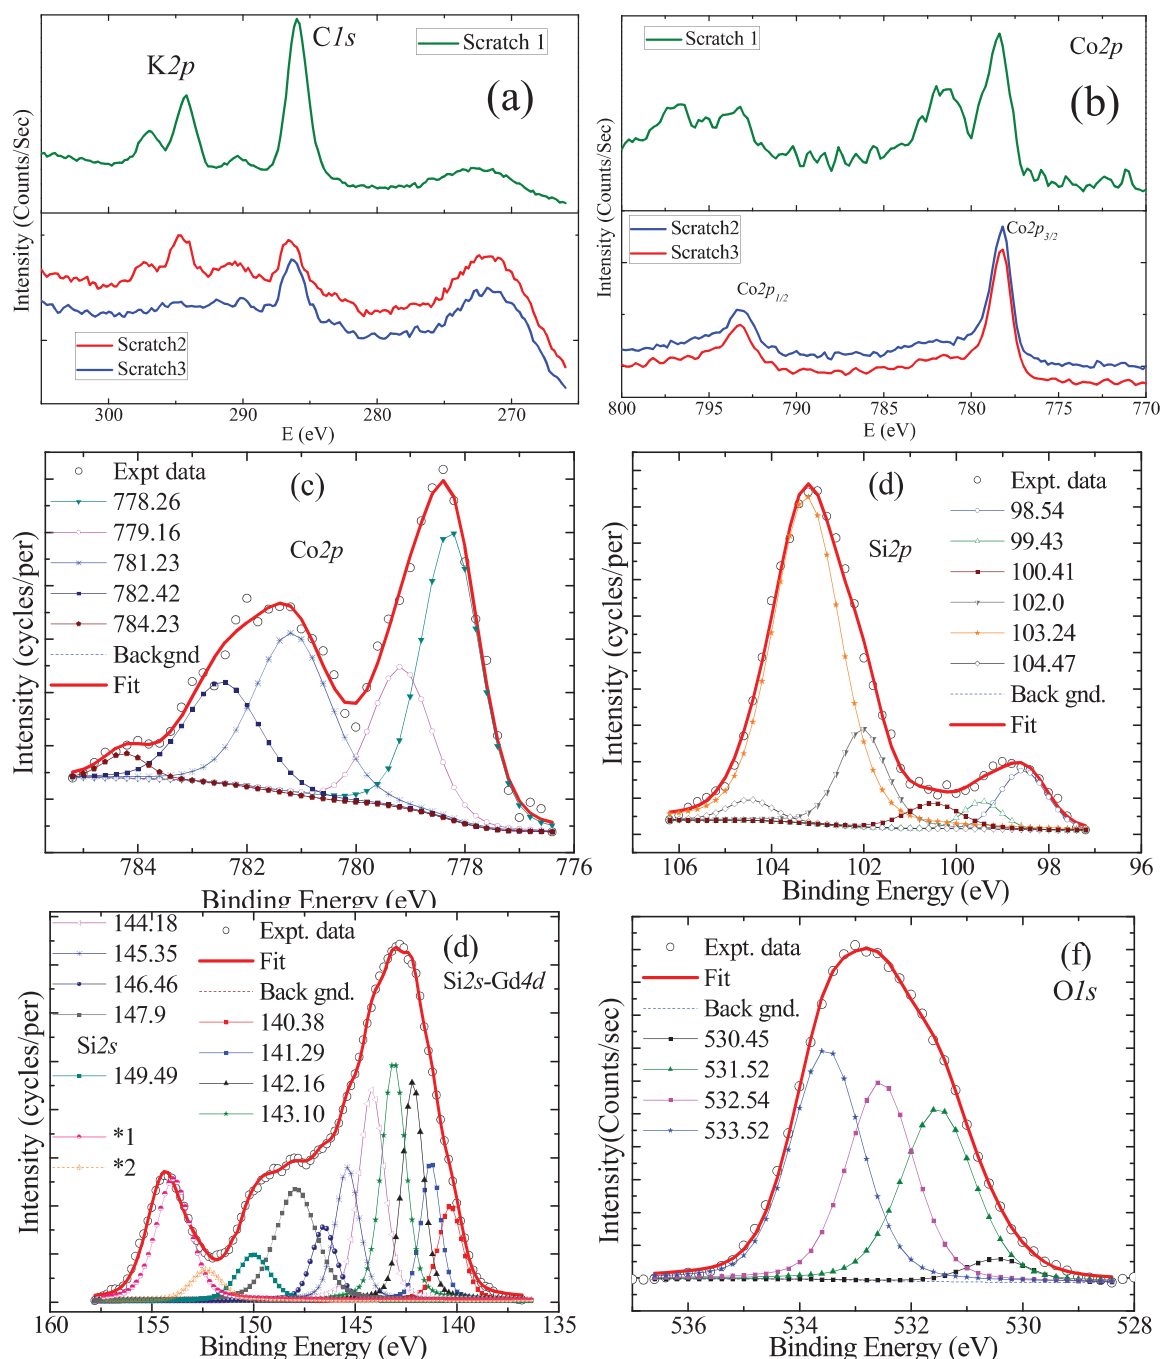 C1s
Scratch 1
K2p
(a)
Intensity (Counts/Sec)
Scratch2
Scratch3
300 290 280 270
E (eV)
Scratch 1
Co2p
(b)
Intensity (Counts/Sec)
Scratch2
Scratch3
Co2p3/2
Co2p1/2
800 795 790 785 780 775 770
E (eV)
Expt data
778.26
779.16
781.23
782.42
784.23
Backgnd
Fit
(c)
Co2p
Intensity (cycles/per)
784 782 780 778 776
Binding Energy (eV)
(d)
Si2p
Expt. data
98.54
99.43
100.41
102.0
103.24
104.47
Back gnd.
Fit
Intensity (cycles/per)
106 104 102 100 98 96
Binding Energy (eV)
144.18
145.35
146.46
147.9
Si2s
149.49
*1
*2
Expt. data
Fit
Back gnd.
140.38
141.29
142.16
143.10
(d)
Si2s-Gd4d
Intensity (cycles/per)
160 155 150 145 140 135
Binding Energy (eV)
Expt. data
Fit
Back gnd.
530.45
531.52
532.54
533.52
(f)
O1s
Intensity(Counts/sec)
536 534 532 530 528
Binding Energy (eV)